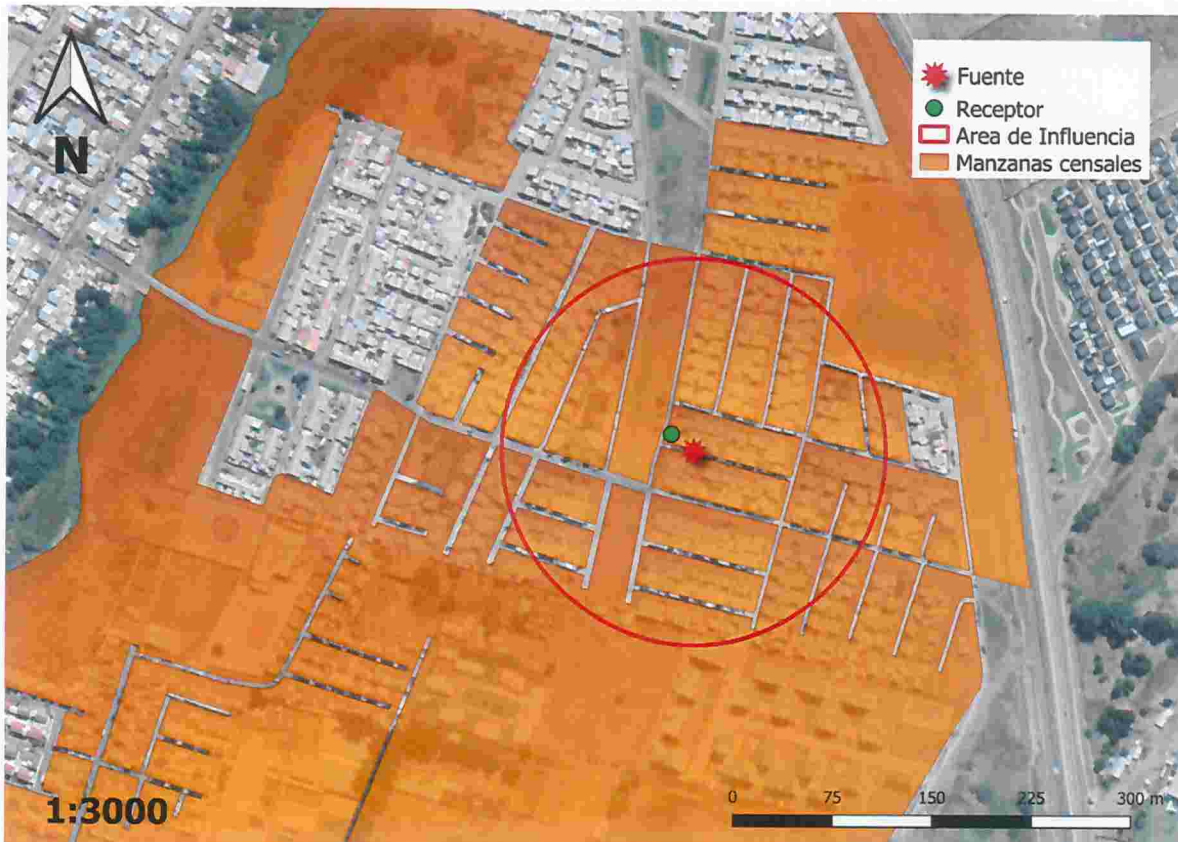 N
Fuente
Receptor
Area de Influencia
Manzanas censales
1:3000
0 75 150 225 300 m